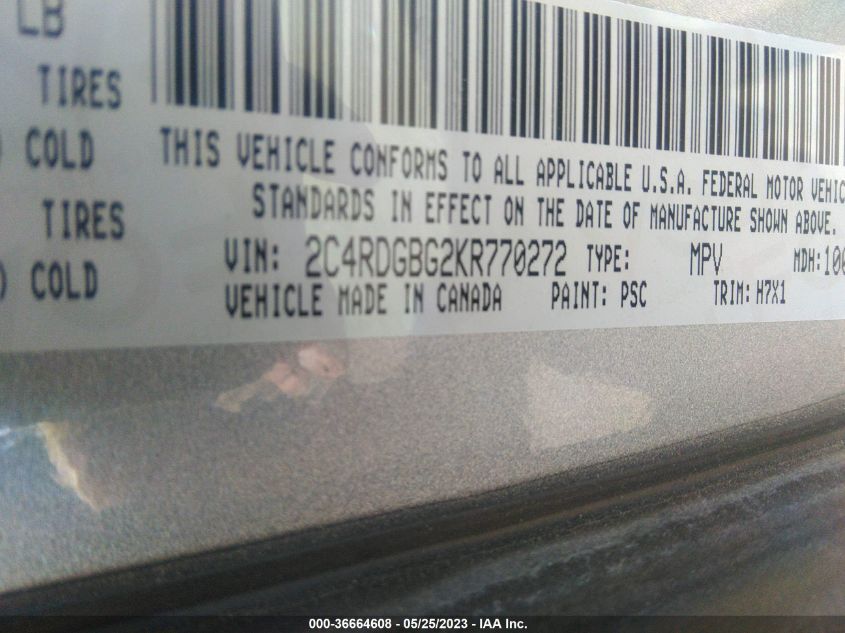 LB
TIRES
COLD
TIRES
COLD
THIS VEHICLE CONFORMS TO ALL APPLICABLE U.S.A. FEDERAL MOTOR VEHIC
STANDARDS IN EFFECT ON THE DATE OF MANUFACTURE SHOWN ABOVE.
VIN: 2C4RDGBG2KR770272 TYPE: MPV MDH:100
VEHICLE MADE IN CANADA PAINT: PSC TRIM: H7X1
000-36664608 / 05/25/2023 - IAA Inc.